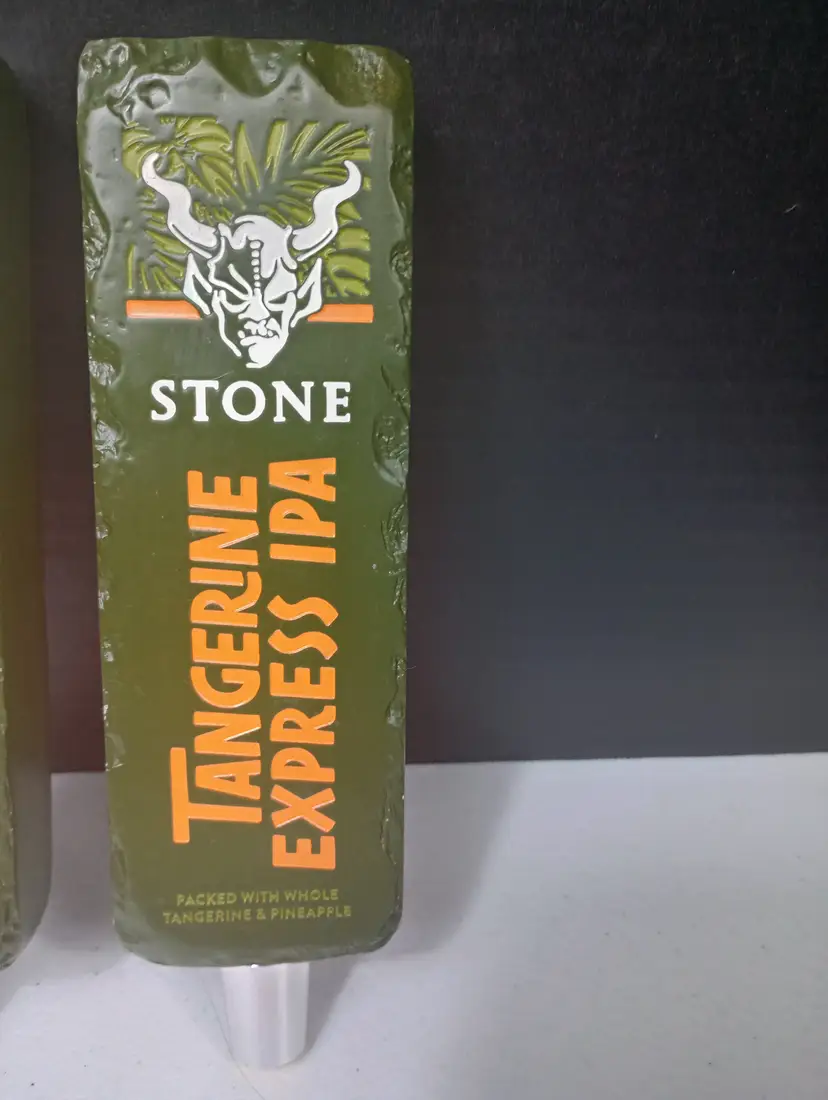 STONE
TANGERINE
EXPRESS IPA
PACKED WITH WHOLE
TANGERINE & PINEAPPLE